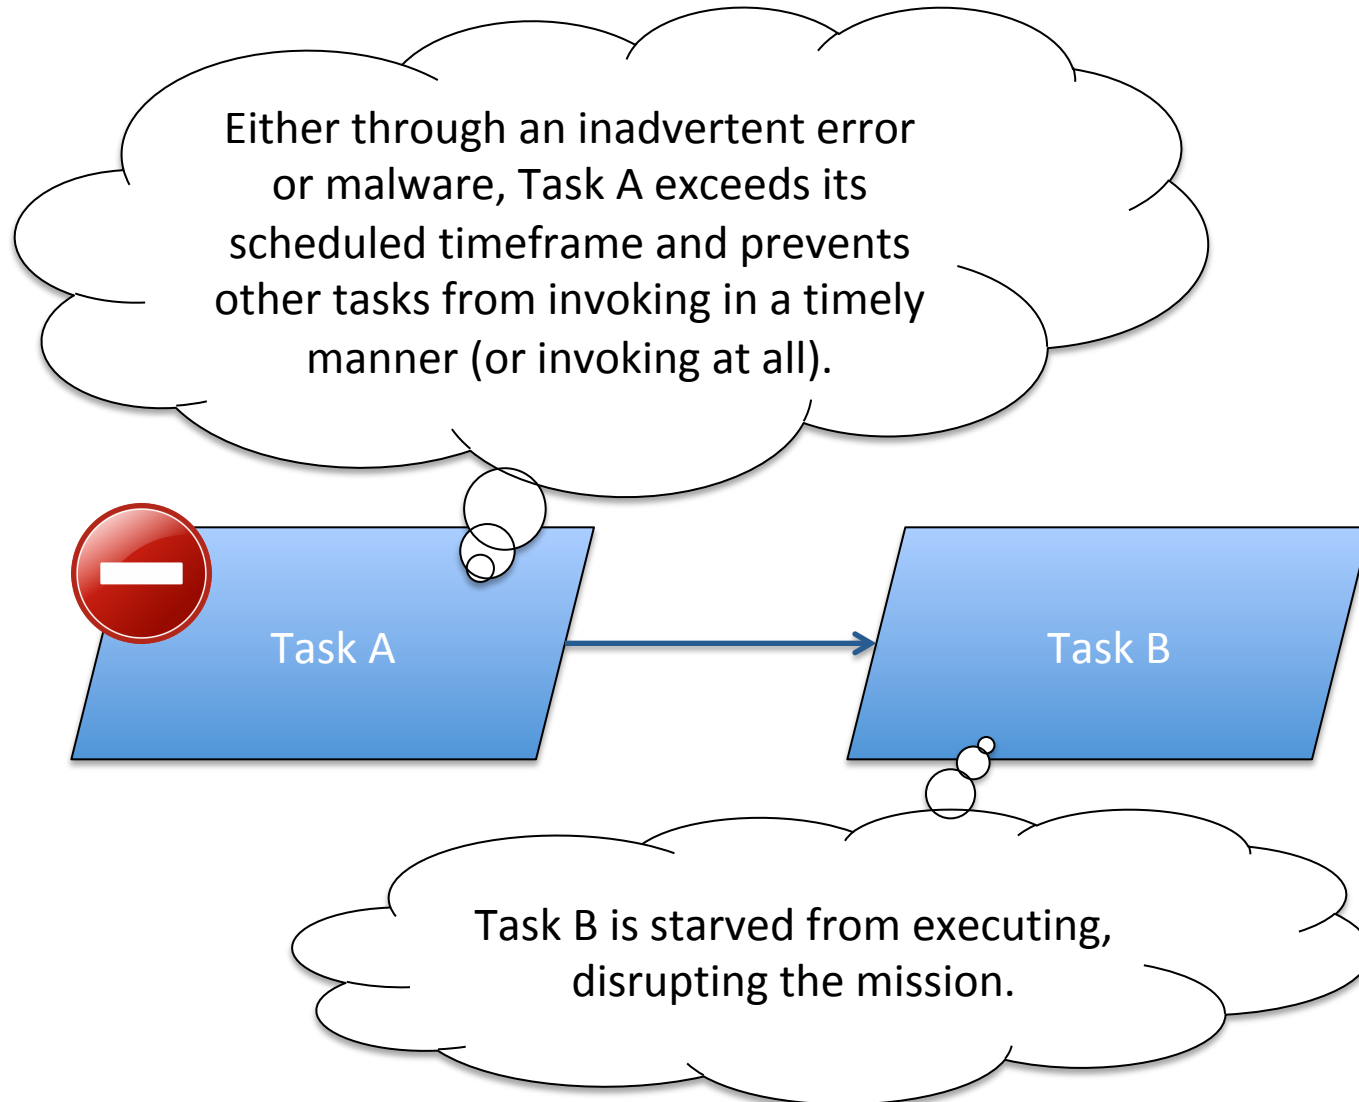 Either through an inadvertent error
or malware, Task A exceeds its
scheduled timeframe and prevents
other tasks from invoking in a timely
manner (or invoking at all).
Task A
Task B
Task B is starved from executing,
disrupting the mission.